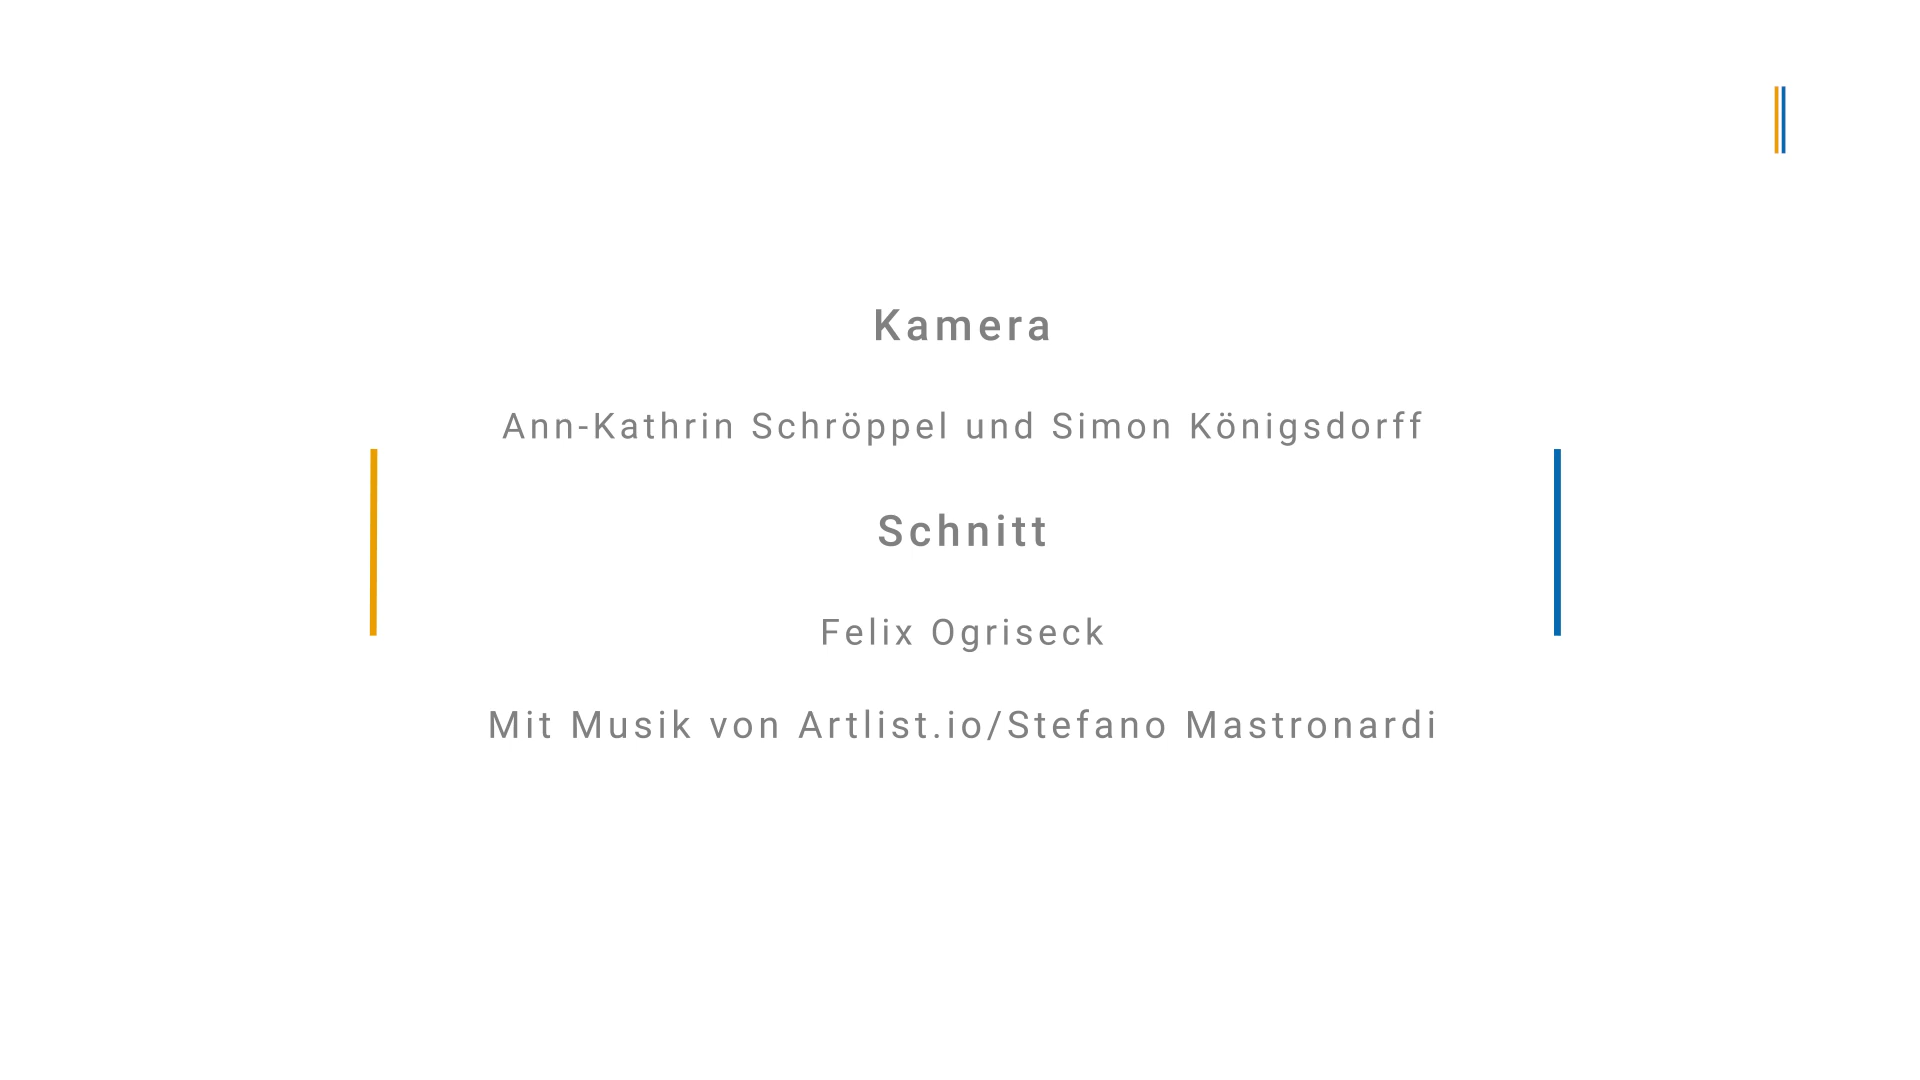 Kamera
Ann-Kathrin Schröppel und Simon Königsdorff
Schnitt
Felix Ogriseck
Mit Musik von Artlist.io/Stefano Mastronardi